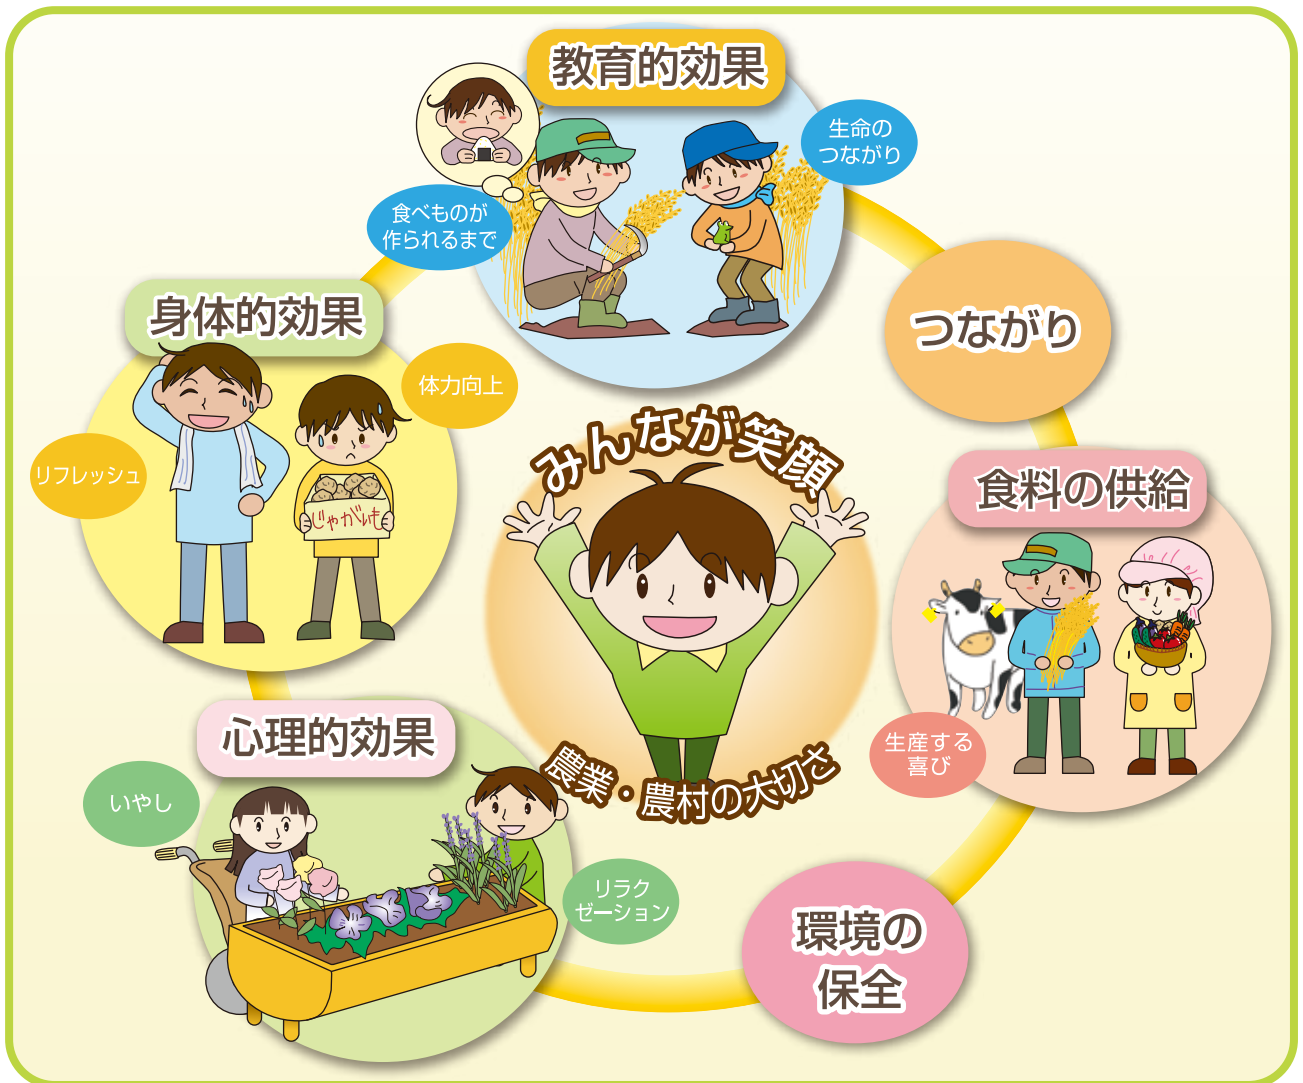 教育的効果
生命の
つながり
食べものが
作られるまで
つながり
身体的効果
体力向上
リフレッシュ
じゃがいも
みんなが笑顔
農業・農村の大切さ
食料の供給
生産する
喜び
心理的効果
いやし
リラク
ゼーション
環境の
保全